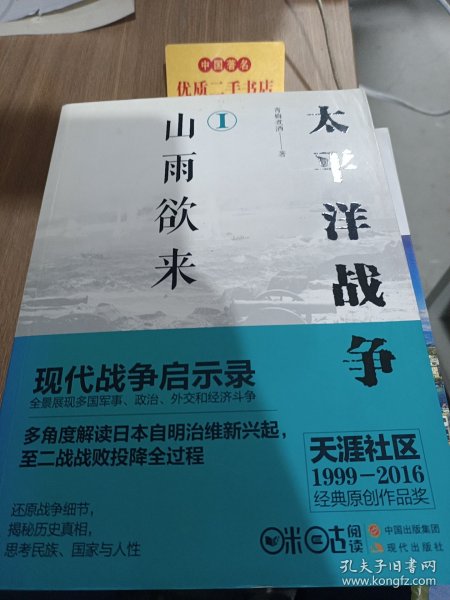 中国著名
优质二手书店
太平洋战争
青梅煮酒——著
I
山雨欲来
现代战争启示录
全景展现多国军事、政治、外交和经济斗争
多角度解读日本自明治维新兴起，
至二战战败投降全过程
还原战争细节，
揭秘历史真相，
思考民族、国家与人性
天涯社区
1999－2016
经典原创作品奖
咪咕阅读
中国出版集团
现代出版社
孔夫子旧书网
www.kongfz.com